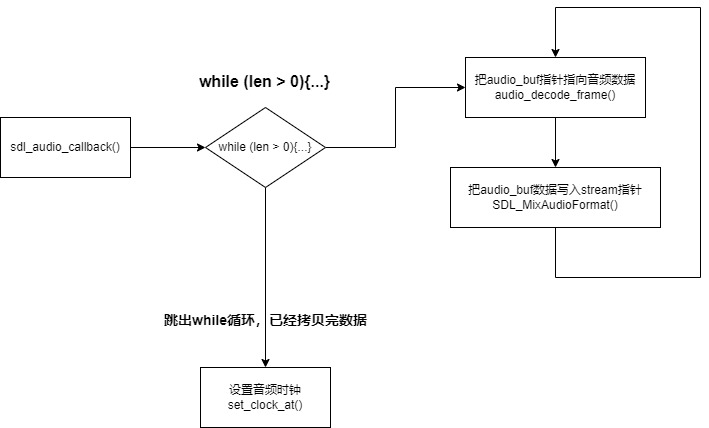 while (len > 0){...}
把audio_buf指针指向音频数据
audio_decode_frame()
sdl_audio_callback()
while (len > 0){...}
把audio_buf数据写入stream指针
SDL_MixAudioFormat()
跳出while循环，已经拷贝完数据
设置音频时钟
set_clock_at()